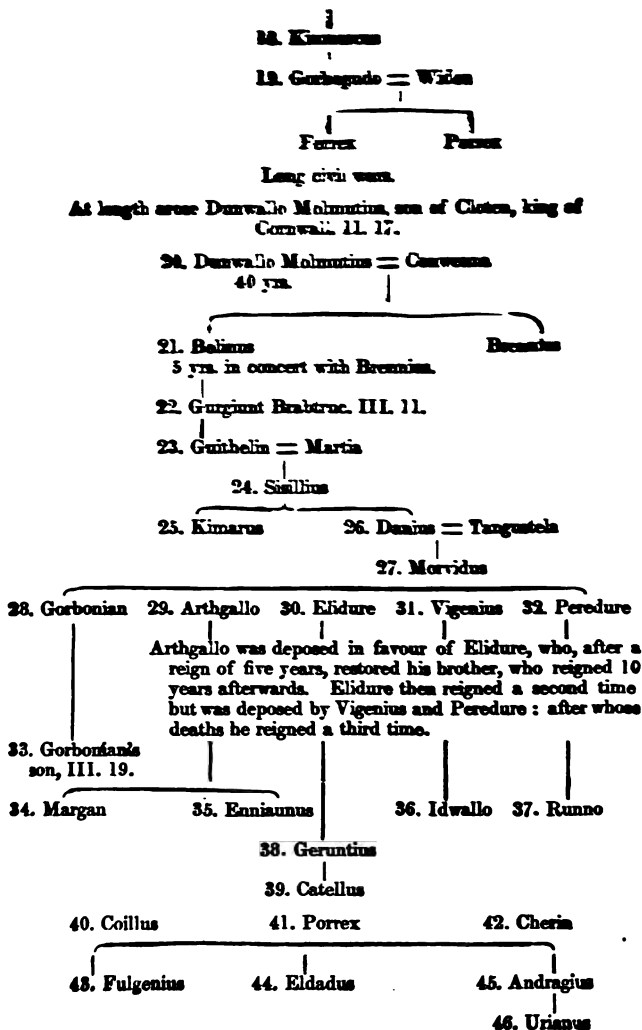 18. Kinmarcus
19. Gorbogudo = Widen
Ferrex Porrex
Long civil wars.
At length arose Dunwallo Molmutius, son of Cloten, king of
Cornwall. II. 17.
20. Dunwallo Molmutius = Conwenna
40 yrs.
21. Belinus Brennius
5 yrs. in concert with Brennius.
22. Gurgiunt Brabtruc. III. 11.
23. Guithelin = Martia
24. Sisillius
25. Kimarus 26. Danius = Tangustela
27. Morvidus
28. Gorbonian 29. Arthgallo 30. Elidure 31. Vigenius 32. Peredure
Arthgallo was deposed in favour of Elidure, who, after a
reign of five years, restored his brother, who reigned 10
years afterwards. Elidure then reigned a second time
but was deposed by Vigenius and Peredure : after whose
deaths he reigned a third time.
33. Gorbonian's
son, III. 19.
34. Margan 35. Enniaunus 36. Idwallo 37. Runno
38. Geruntius
39. Catellus
40. Coillus 41. Porrex 42. Cherin
43. Fulgenius 44. Eldadus 45. Andragius
46. Urianus